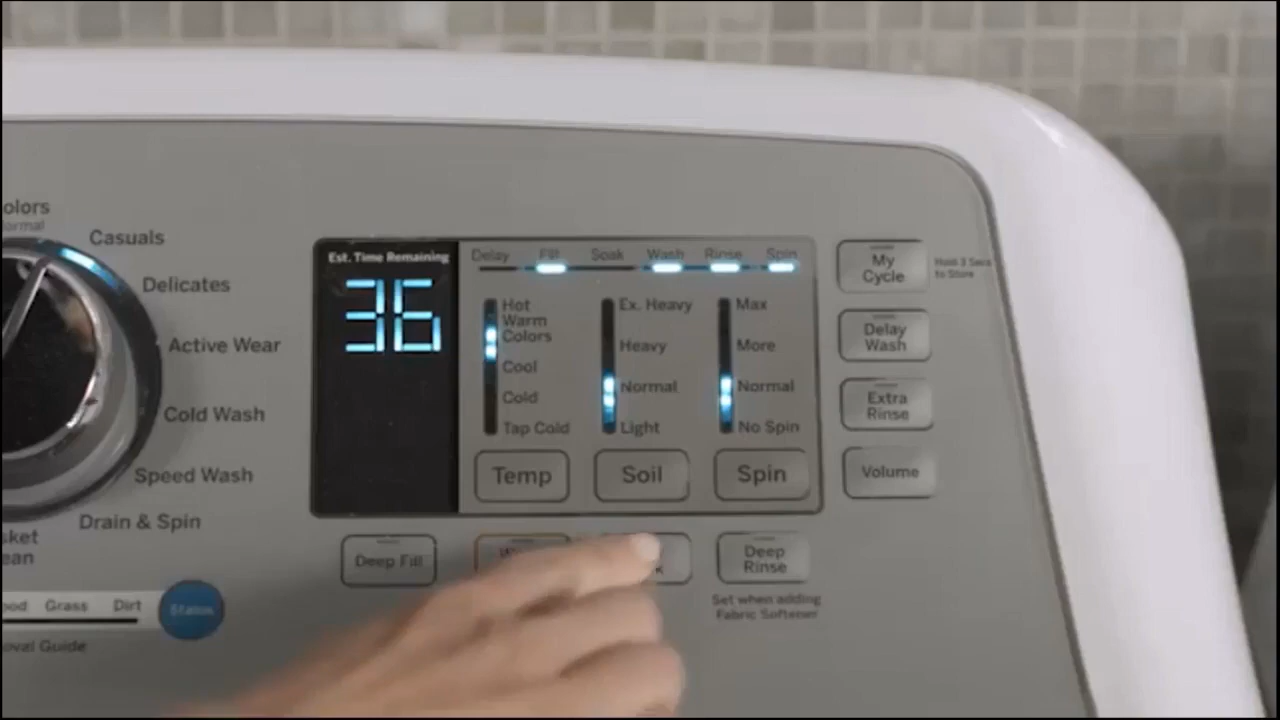 olors
ormal
Casuals
Delicates
Active Wear
Cold Wash
Speed Wash
Drain & Spin
sket
ean
ood Grass Dirt
Status
oval Guide
Est. Time Remaining
36
Delay Fill Soak Wash Rinse Spin
Hot
Warm
Colors
Cool
Cold
Tap Cold
Temp
Ex. Heavy
Heavy
Normal
Light
Soil
Max
More
Normal
No Spin
Spin
My
Cycle
Hold 3 Secs
to Store
Delay
Wash
Extra
Rinse
Volume
Deep Fill
Deep
Rinse
Set when adding
Fabric Softener